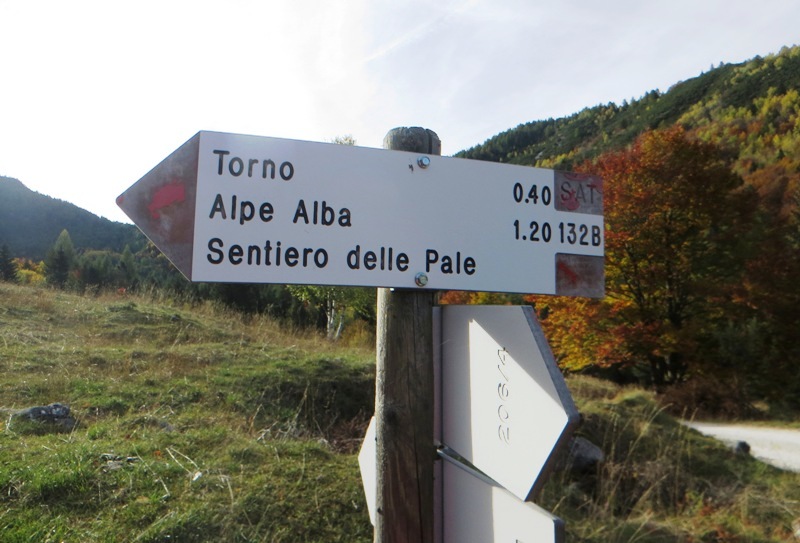 Torno 0.40 SAT
Alpe Alba 1.20 132B
Sentiero delle Pale
206/4